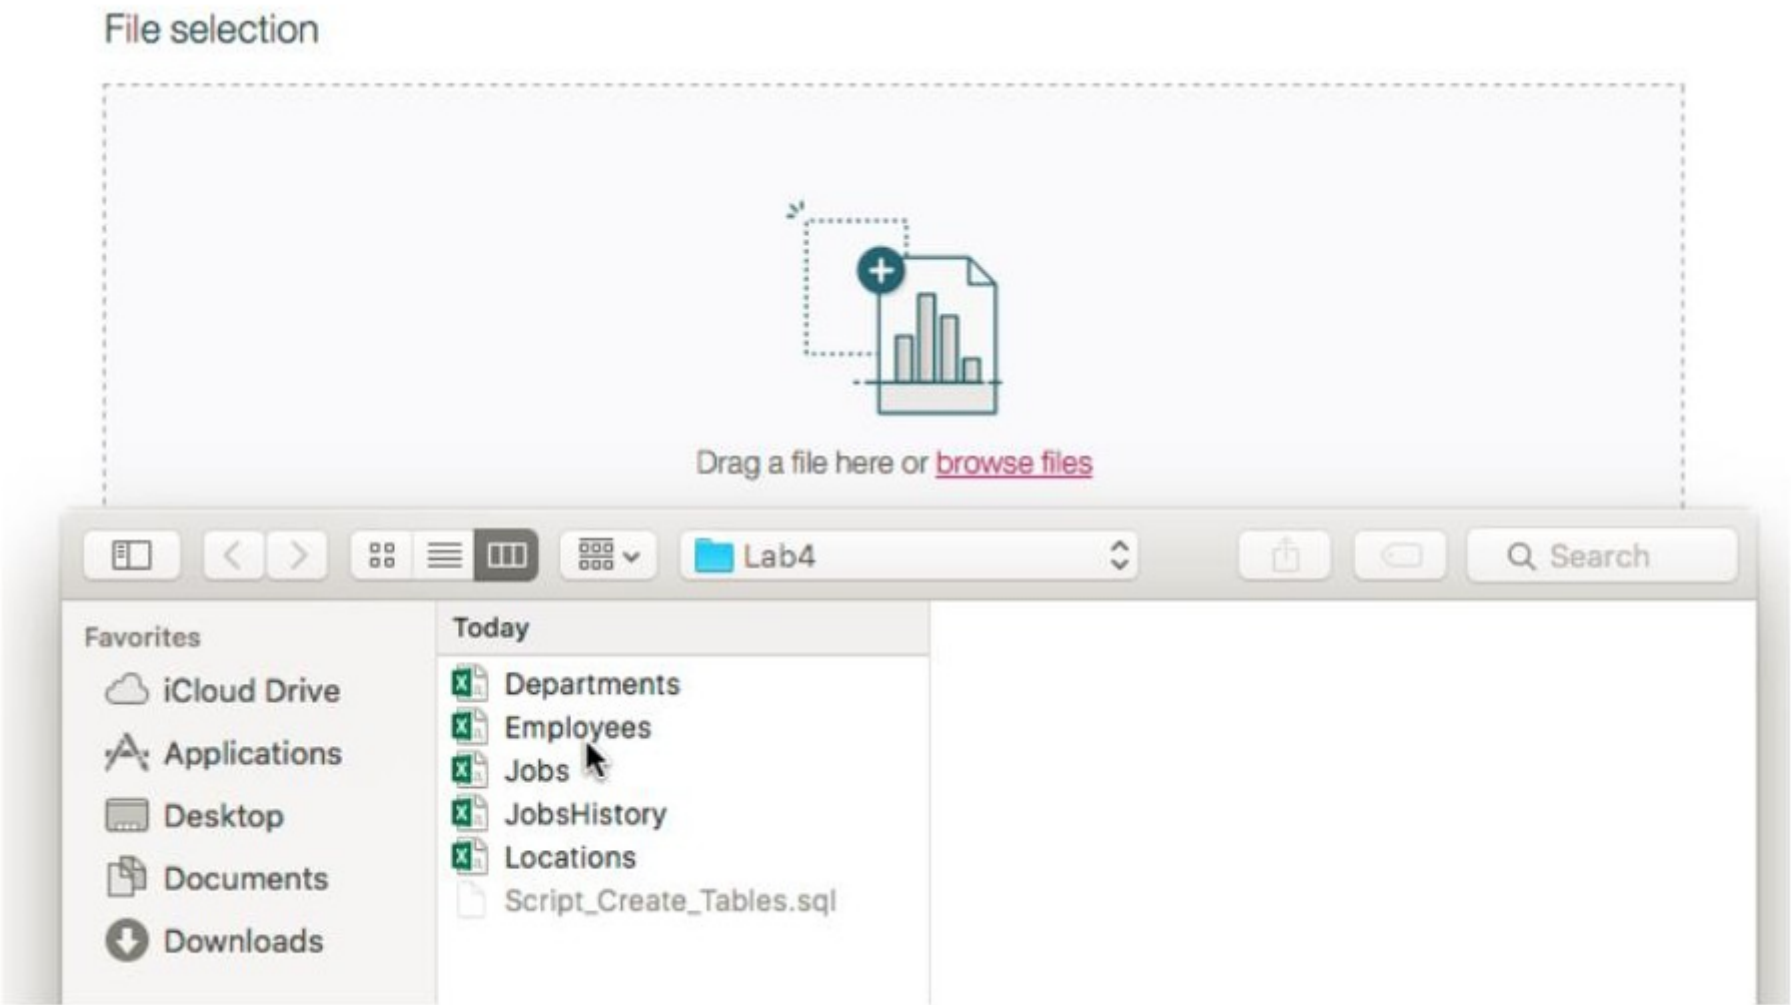 File selection
Drag a file here or browse files
Lab4
Search
Favorites
iCloud Drive
Applications
Desktop
Documents
Downloads
Today
Departments
Employees
Jobs
JobsHistory
Locations
Script_Create_Tables.sql